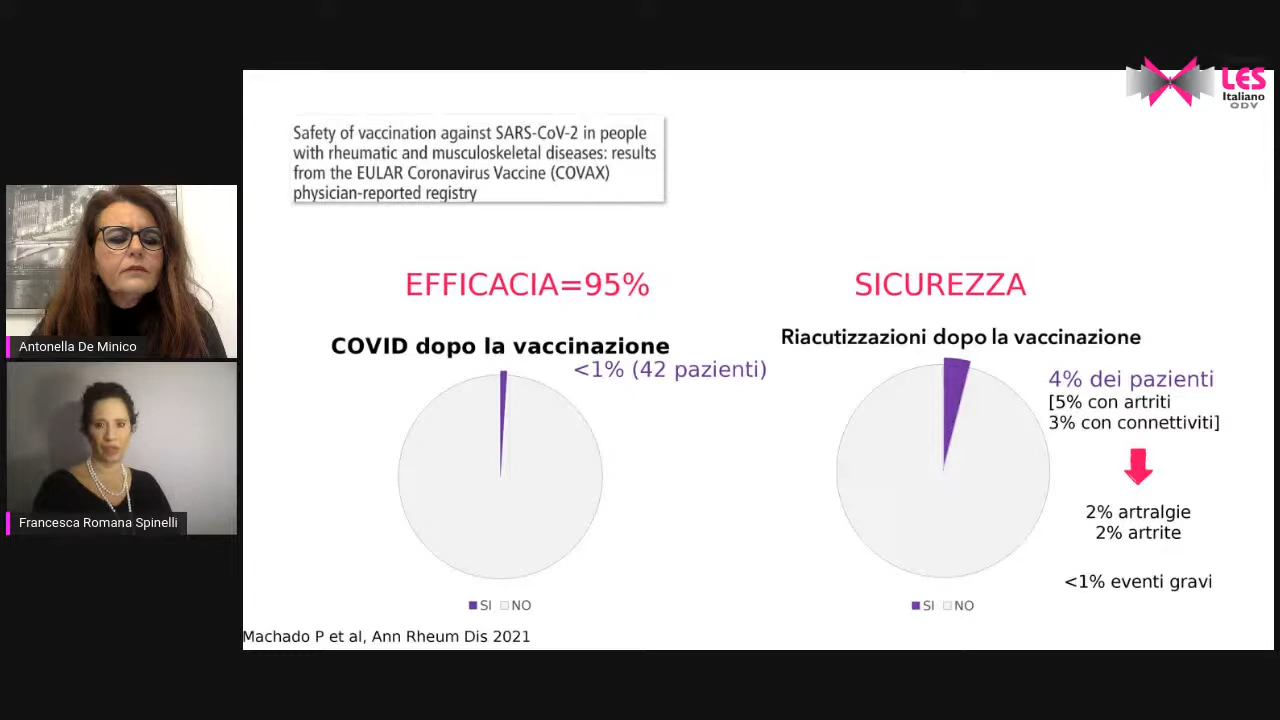 LES
Italiano
ODV
Safety of vaccination against SARS-CoV-2 in people
with rheumatic and musculoskeletal diseases: results
from the EULAR Coronavirus Vaccine (COVAX)
physician-reported registry
EFFICACIA=95%
COVID dopo la vaccinazione
<1% (42 pazienti)
SI NO
SICUREZZA
Riacutizzazioni dopo la vaccinazione
4% dei pazienti
[5% con artriti
3% con connettiviti]
2% artralgie
2% artrite
<1% eventi gravi
SI NO
Machado P et al, Ann Rheum Dis 2021
Antonella De Minico
Francesca Romana Spinelli